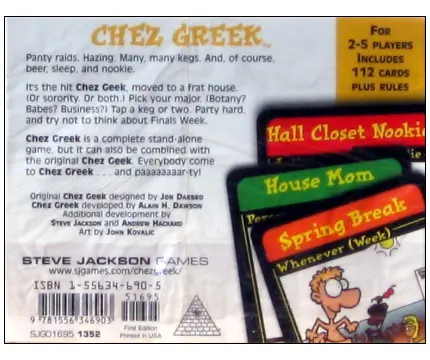 CHEZ GREEK™
Panty raids. Hazing. Many, many kegs. And, of course,
beer, sleep, and nookie.
It's the hit Chez Geek, moved to a frat house.
(Or sorority. Or both.) Pick your major. (Botany?
Babes? Business?) Tap a keg or two. Party hard,
and try not to think about Finals Week.
Chez Greek is a complete stand-alone
game, but it can also be combined with
the original Chez Geek. Everybody come
to Chez Greek . . . and paaaaaaar-ty!
Original Chez Geek designed by JON DARBRO
Chez Greek developed by ALAIN H. DAWSON
Additional development by
STEVE JACKSON and ANDREW HACKARD
Art by JOHN KOVALIC
STEVE JACKSON GAMES
www.sjgames.com/chezgreek/
ISBN 1-55634-690-5
51695
9 781556 346903
SJG01695 1352
First Edition
Printed in USA
FOR
2-5 PLAYERS
INCLUDES
112 CARDS
PLUS RULES
Hall Closet Nookie
House Mom
Spring Break
Whenever (Week)